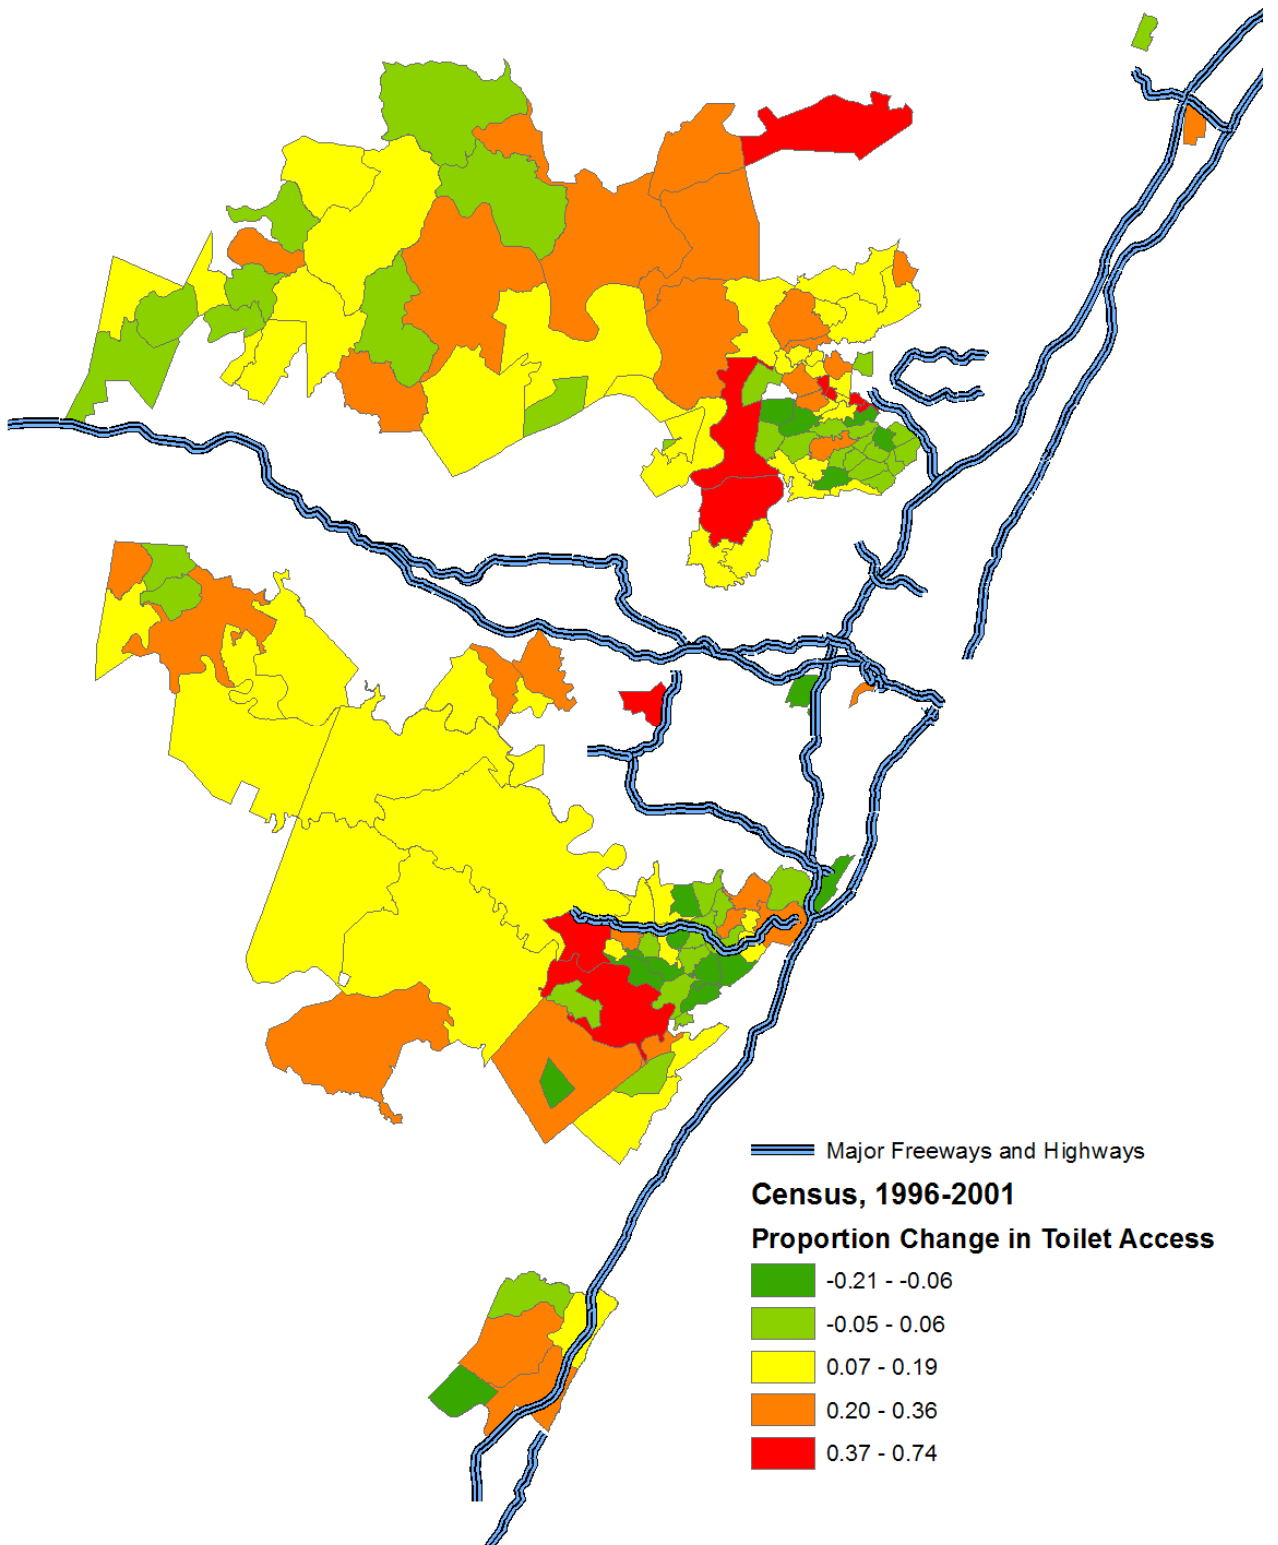 Major Freeways and Highways
Census, 1996-2001
Proportion Change in Toilet Access
-0.21 - -0.06
-0.05 - 0.06
0.07 - 0.19
0.20 - 0.36
0.37 - 0.74